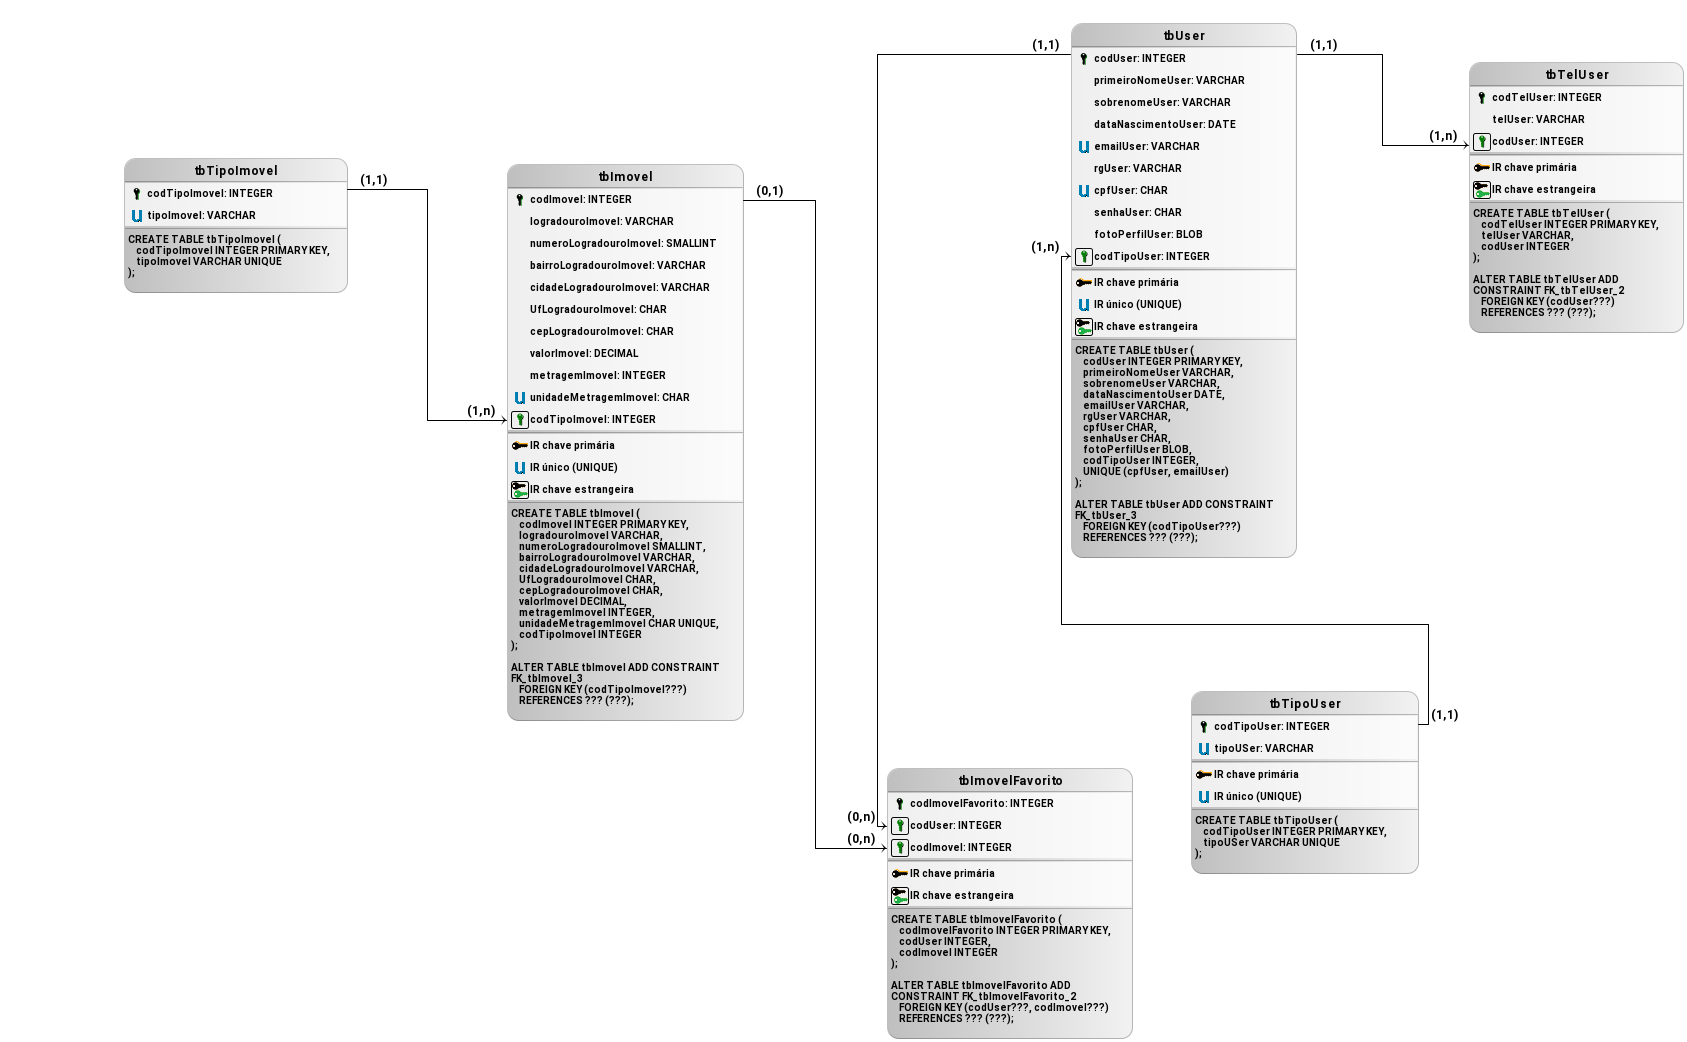 tbTipoImovel
codTipoImovel: INTEGER
tipoImovel: VARCHAR
CREATE TABLE tbTipoImovel (
codTipoImovel INTEGER PRIMARY KEY,
tipoImovel VARCHAR UNIQUE
);
(1,1)
(1,n)
tbImovel
codImovel: INTEGER
logradouroImovel: VARCHAR
numeroLogradouroImovel: SMALLINT
bairroLogradouroImovel: VARCHAR
cidadeLogradouroImovel: VARCHAR
UfLogradouroImovel: CHAR
cepLogradouroImovel: CHAR
valorImovel: DECIMAL
metragemImovel: INTEGER
unidadeMetragemImovel: CHAR
codTipoImovel: INTEGER
IR chave primária
IR único (UNIQUE)
IR chave estrangeira
CREATE TABLE tbImovel (
codImovel INTEGER PRIMARY KEY,
logradouroImovel VARCHAR,
numeroLogradouroImovel SMALLINT,
bairroLogradouroImovel VARCHAR,
cidadeLogradouroImovel VARCHAR,
UfLogradouroImovel CHAR,
cepLogradouroImovel CHAR,
valorImovel DECIMAL,
metragemImovel INTEGER,
unidadeMetragemImovel CHAR UNIQUE,
codTipoImovel INTEGER
);
ALTER TABLE tbImovel ADD CONSTRAINT
FK_tbImovel_3
FOREIGN KEY (codTipoImovel???)
REFERENCES ??? (???);
(0,1)
(0,n)
(0,n)
(1,1)
tbUser
codUser: INTEGER
primeiroNomeUser: VARCHAR
sobrenomeUser: VARCHAR
dataNascimentoUser: DATE
emailUser: VARCHAR
rgUser: VARCHAR
cpfUser: CHAR
senhaUser: CHAR
fotoPerfilUser: BLOB
codTipoUser: INTEGER
IR chave primária
IR único (UNIQUE)
IR chave estrangeira
CREATE TABLE tbUser (
codUser INTEGER PRIMARY KEY,
primeiroNomeUser VARCHAR,
sobrenomeUser VARCHAR,
dataNascimentoUser DATE,
emailUser VARCHAR,
rgUser VARCHAR,
cpfUser CHAR,
senhaUser CHAR,
fotoPerfilUser BLOB,
codTipoUser INTEGER,
UNIQUE (cpfUser, emailUser)
);
ALTER TABLE tbUser ADD CONSTRAINT
FK_tbUser_3
FOREIGN KEY (codTipoUser???)
REFERENCES ??? (???);
(1,n)
(1,1)
(1,n)
tbTelUser
codTelUser: INTEGER
telUser: VARCHAR
codUser: INTEGER
IR chave primária
IR chave estrangeira
CREATE TABLE tbTelUser (
codTelUser INTEGER PRIMARY KEY,
telUser VARCHAR,
codUser INTEGER
);
ALTER TABLE tbTelUser ADD
CONSTRAINT FK_tbTelUser_2
FOREIGN KEY (codUser???)
REFERENCES ??? (???);
tbImovelFavorito
codImovelFavorito: INTEGER
codUser: INTEGER
codImovel: INTEGER
IR chave primária
IR chave estrangeira
CREATE TABLE tbImovelFavorito (
codImovelFavorito INTEGER PRIMARY KEY,
codUser INTEGER,
codImovel INTEGER
);
ALTER TABLE tbImovelFavorito ADD
CONSTRAINT FK_tbImovelFavorito_2
FOREIGN KEY (codUser???, codImovel???)
REFERENCES ??? (???);
tbTipoUser
codTipoUser: INTEGER
tipoUSer: VARCHAR
IR chave primária
IR único (UNIQUE)
CREATE TABLE tbTipoUser (
codTipoUser INTEGER PRIMARY KEY,
tipoUSer VARCHAR UNIQUE
);
(1,1)